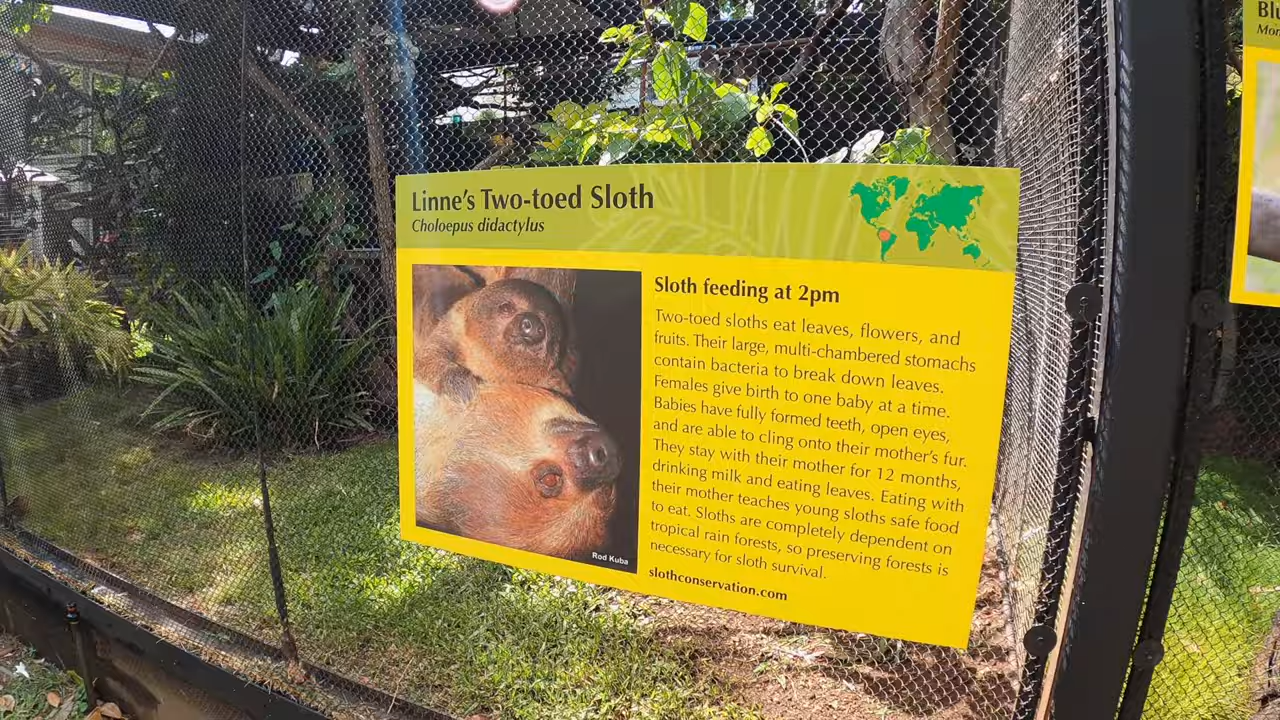 Linne's Two-toed Sloth
Choloepus didactylus
Sloth feeding at 2pm
Two-toed sloths eat leaves, flowers, and
fruits. Their large, multi-chambered stomachs
contain bacteria to break down leaves.
Females give birth to one baby at a time.
Babies have fully formed teeth, open eyes,
and are able to cling onto their mother's fur.
They stay with their mother for 12 months,
drinking milk and eating leaves. Eating with
their mother teaches young sloths safe food
to eat. Sloths are completely dependent on
tropical rain forests, so preserving forests is
necessary for sloth survival.
slothconservation.com
Rod Kuba